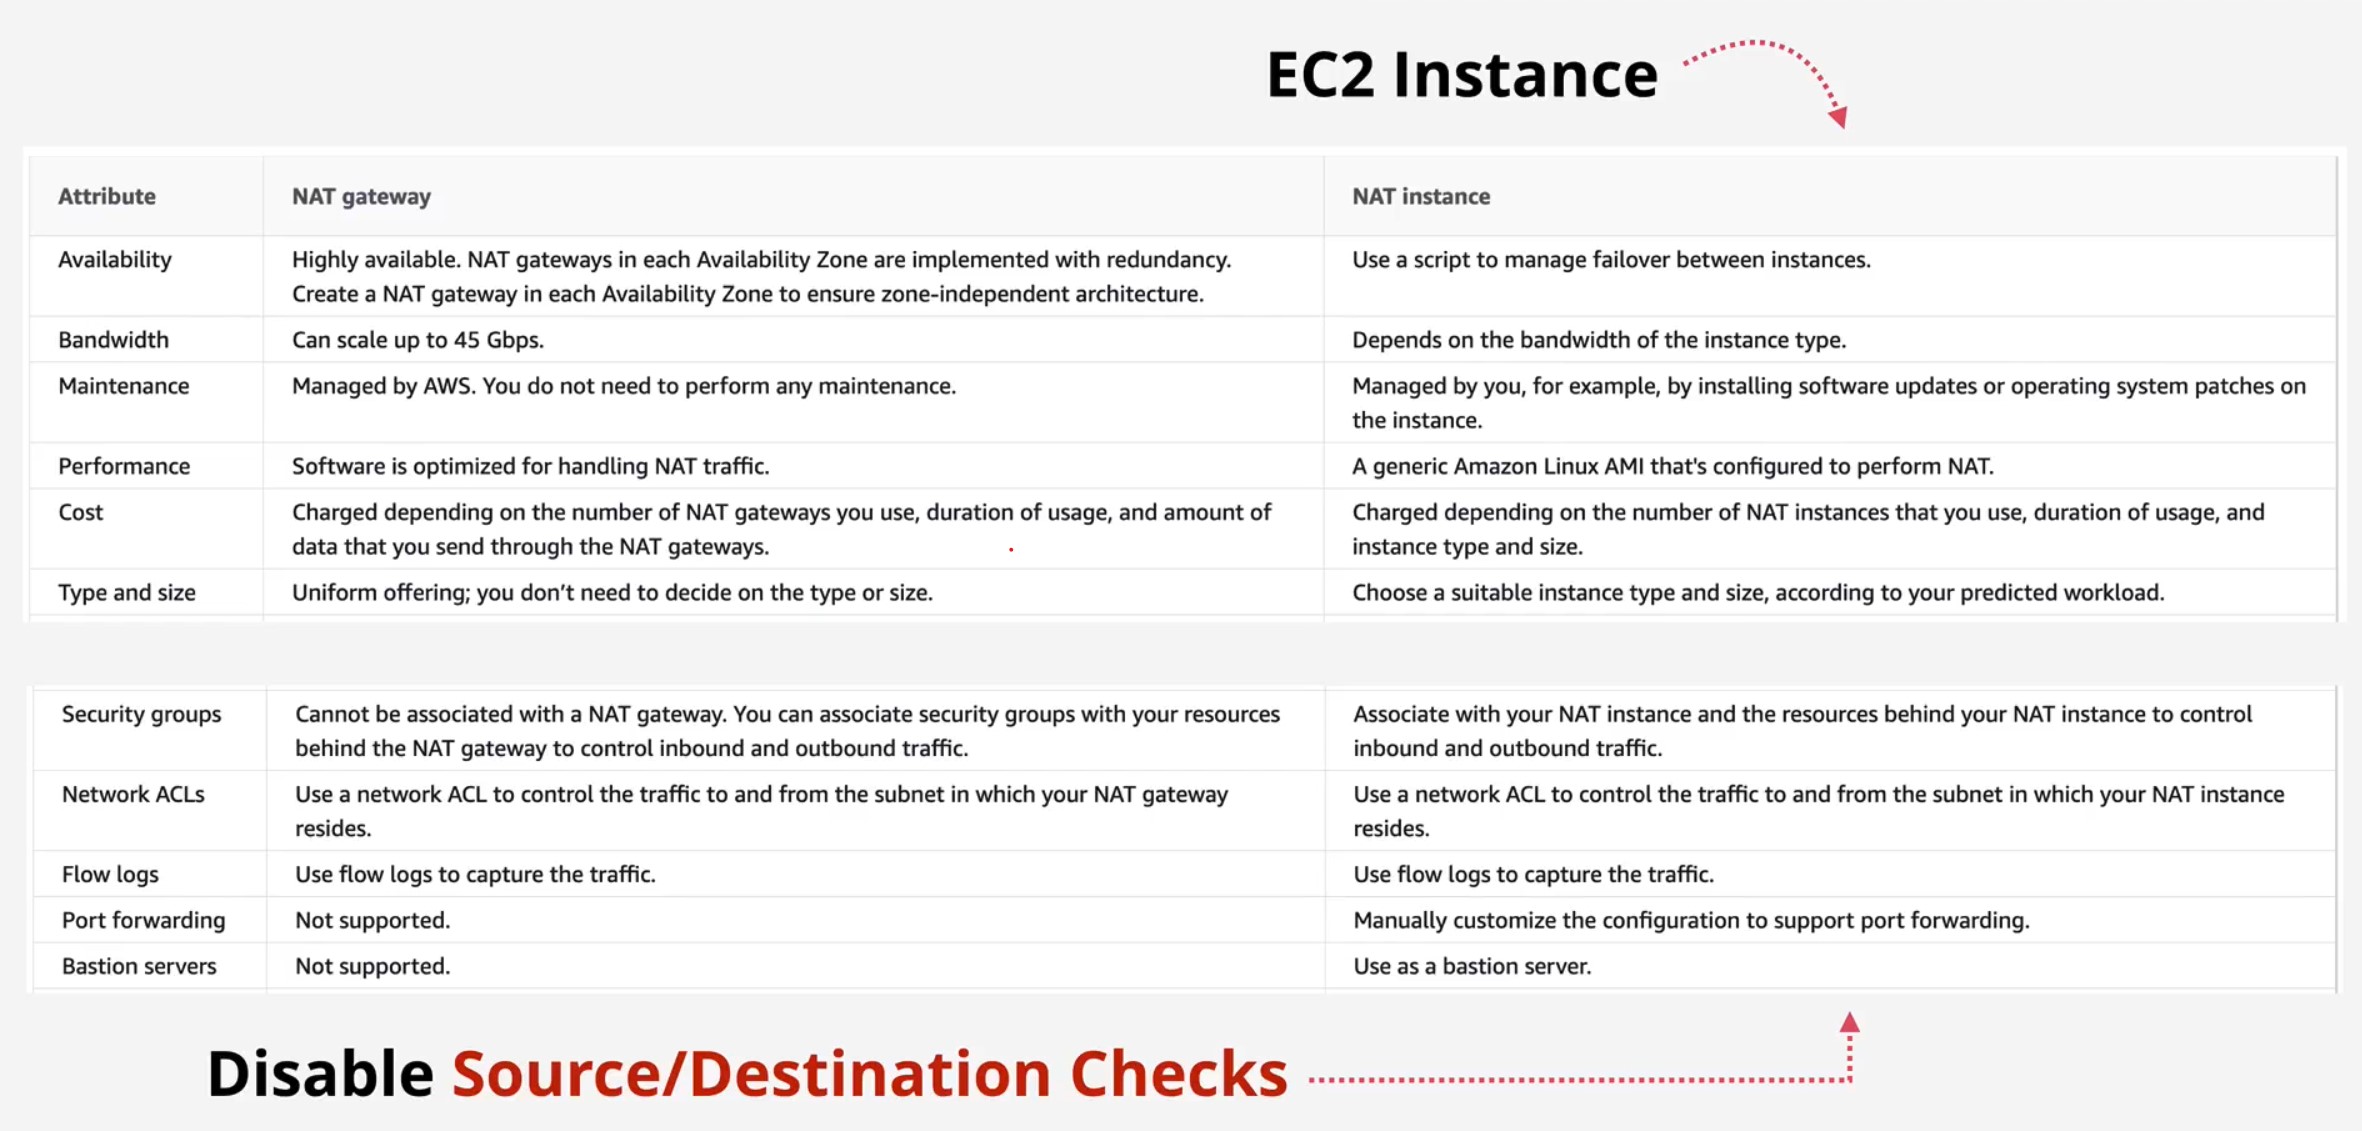 EC2 Instance
Attribute
NAT gateway
NAT instance
Availability
Highly available. NAT gateways in each Availability Zone are implemented with redundancy.
Create a NAT gateway in each Availability Zone to ensure zone-independent architecture.
Use a script to manage failover between instances.
Bandwidth
Can scale up to 45 Gbps.
Depends on the bandwidth of the instance type.
Maintenance
Managed by AWS. You do not need to perform any maintenance.
Managed by you, for example, by installing software updates or operating system patches on
the instance.
Performance
Software is optimized for handling NAT traffic.
A generic Amazon Linux AMI that's configured to perform NAT.
Cost
Charged depending on the number of NAT gateways you use, duration of usage, and amount of
data that you send through the NAT gateways.
Charged depending on the number of NAT instances that you use, duration of usage, and
instance type and size.
Type and size
Uniform offering; you don’t need to decide on the type or size.
Choose a suitable instance type and size, according to your predicted workload.
Security groups
Cannot be associated with a NAT gateway. You can associate security groups with your resources
behind the NAT gateway to control inbound and outbound traffic.
Associate with your NAT instance and the resources behind your NAT instance to control
inbound and outbound traffic.
Network ACLs
Use a network ACL to control the traffic to and from the subnet in which your NAT gateway
resides.
Use a network ACL to control the traffic to and from the subnet in which your NAT instance
resides.
Flow logs
Use flow logs to capture the traffic.
Use flow logs to capture the traffic.
Port forwarding
Not supported.
Manually customize the configuration to support port forwarding.
Bastion servers
Not supported.
Use as a bastion server.
Disable Source/Destination Checks